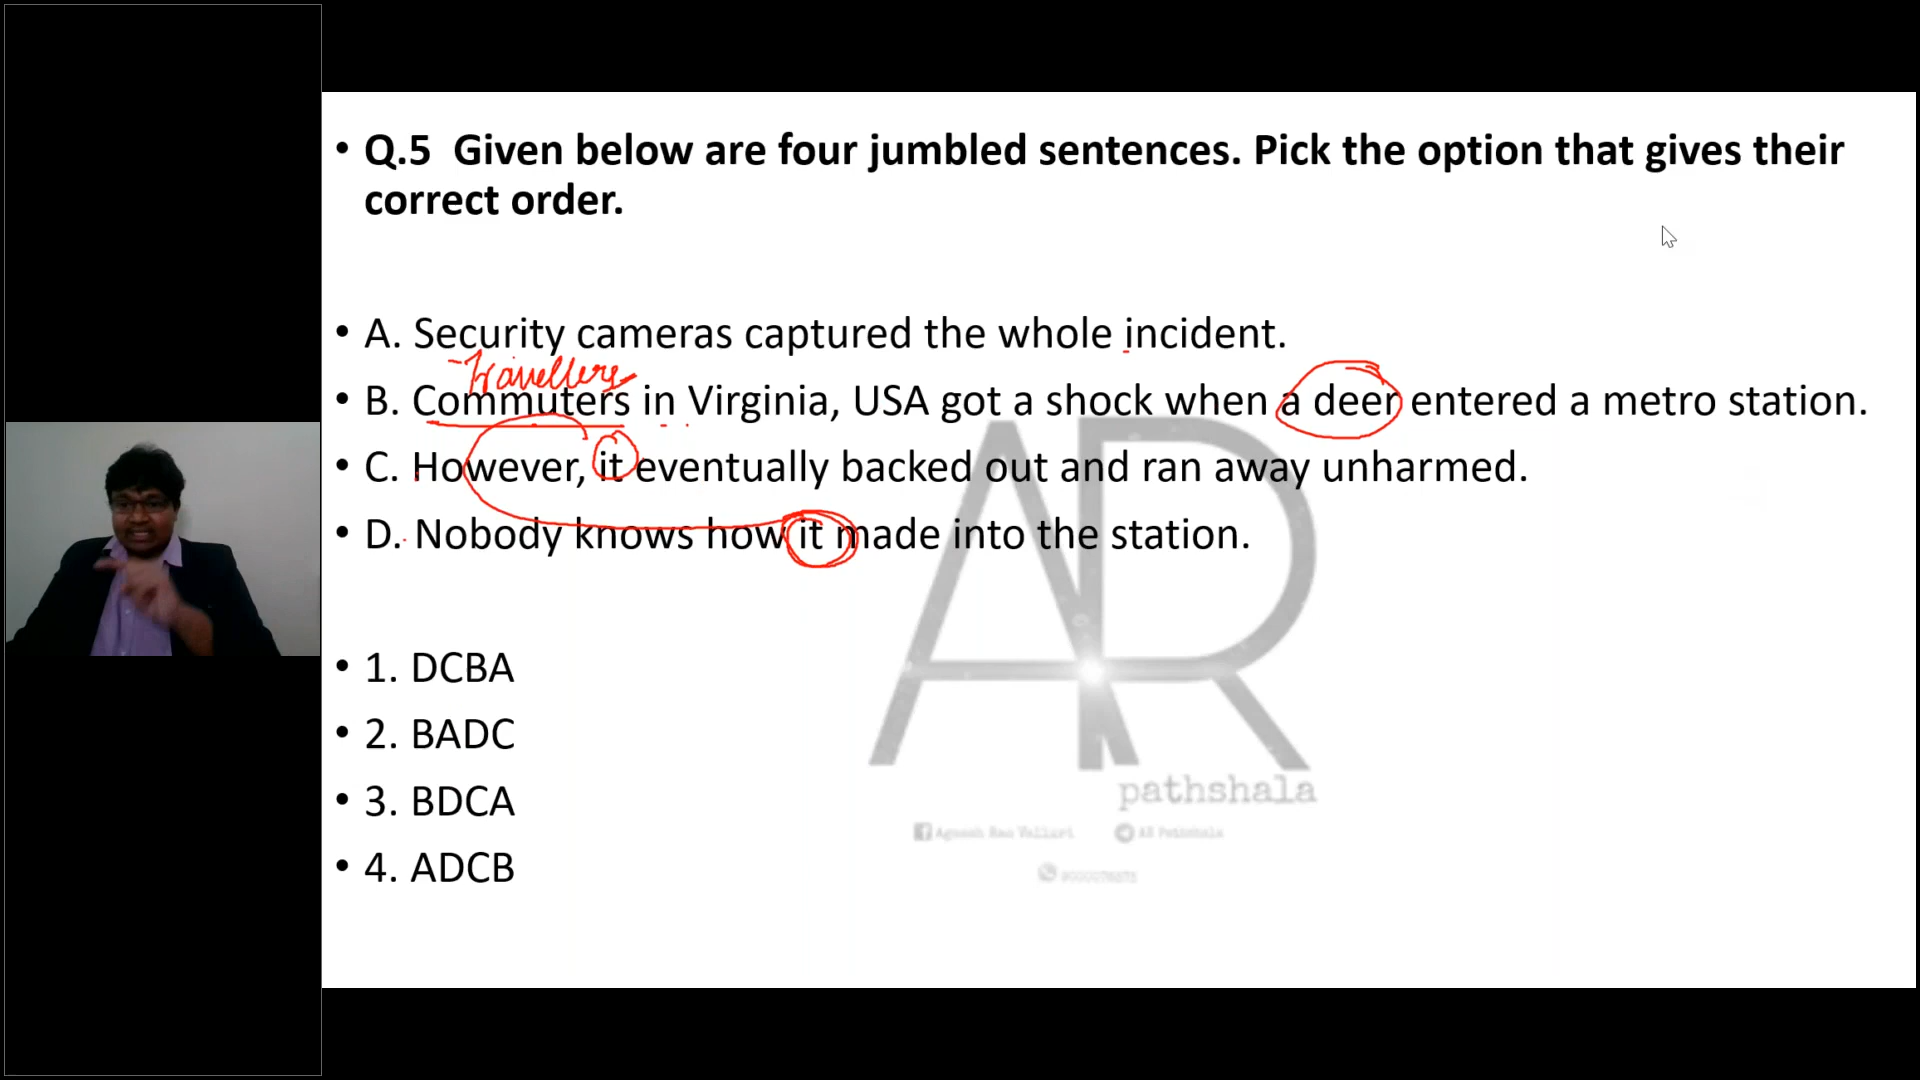 • Q.5 Given below are four jumbled sentences. Pick the option that gives their
correct order.
• A. Security cameras captured the whole incident.
Travellers
• B. Commuters in Virginia, USA got a shock when a deer entered a metro station.
• C. However, it eventually backed out and ran away unharmed.
• D. Nobody knows how it made into the station.
• 1. DCBA
• 2. BADC
• 3. BDCA
• 4. ADCB
AR
pathshala
AR Pathshala